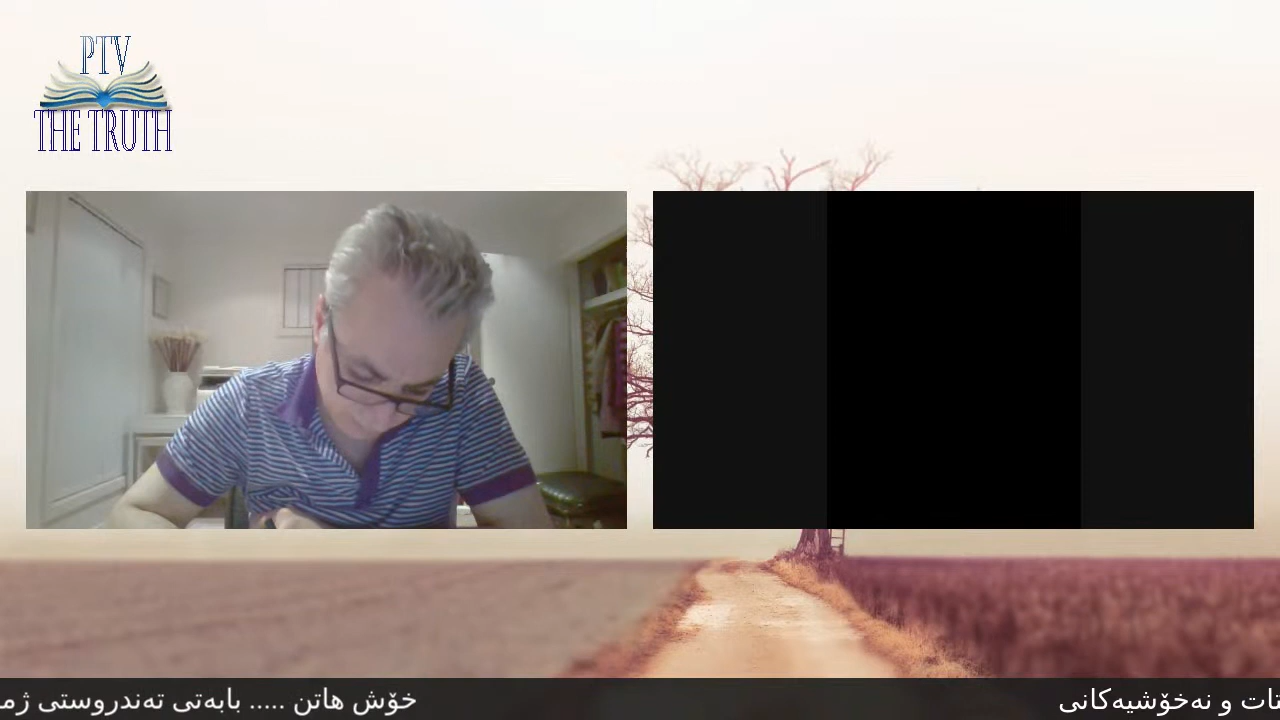 PTV
THE TRUTH
خۆش هاتن ..... بابەتی تەندروستی
و نەخۆشیەکانی